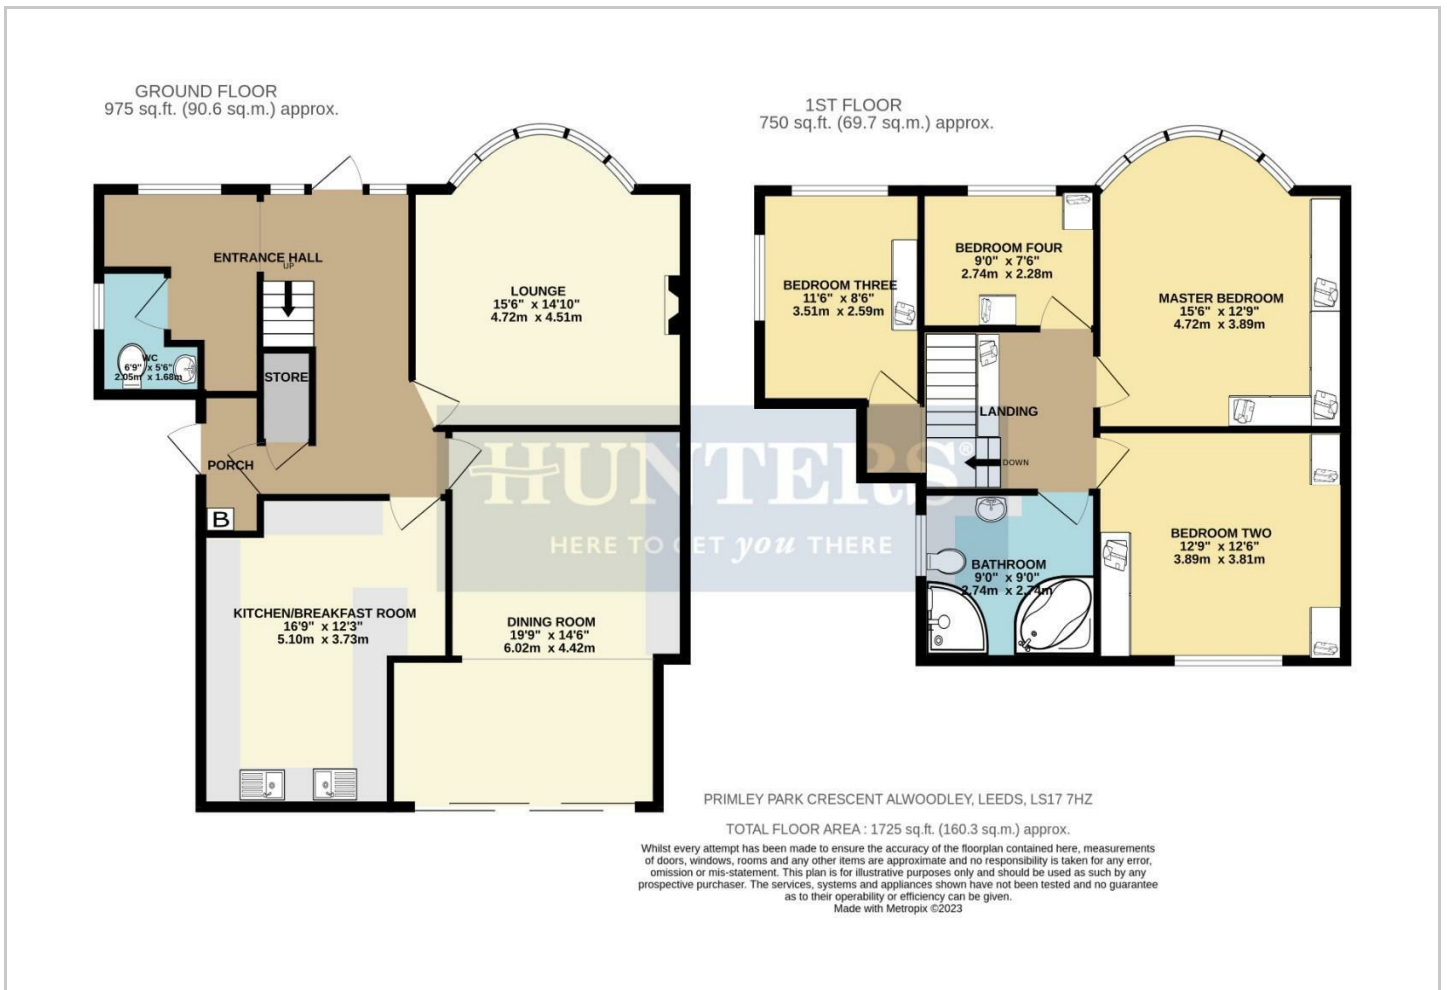 GROUND FLOOR
975 sq.ft. (90.6 sq.m.) approx.
1ST FLOOR
750 sq.ft. (69.7 sq.m.) approx.
ENTRANCE HALL
UP
LOUNGE
15'6" x 14'10"
4.72m x 4.51m
WC
6'9" x 5'6"
2.05m x 1.68m
STORE
PORCH
B
KITCHEN/BREAKFAST ROOM
16'9" x 12'3"
5.10m x 3.73m
DINING ROOM
19'9" x 14'6"
6.02m x 4.42m
BEDROOM THREE
11'6" x 8'6"
3.51m x 2.59m
BEDROOM FOUR
9'0" x 7'6"
2.74m x 2.28m
MASTER BEDROOM
15'6" x 12'9"
4.72m x 3.89m
LANDING
DOWN
BEDROOM TWO
12'9" x 12'6"
3.89m x 3.81m
BATHROOM
9'0" x 9'0"
2.74m x 2.74m
HUNTERS®
HERE TO GET you THERE
PRIMLEY PARK CRESCENT ALWOODLEY, LEEDS, LS17 7HZ
TOTAL FLOOR AREA : 1725 sq.ft. (160.3 sq.m.) approx.
Whilst every attempt has been made to ensure the accuracy of the floorplan contained here, measurements
of doors, windows, rooms and any other items are approximate and no responsibility is taken for any error,
omission or mis-statement. This plan is for illustrative purposes only and should be used as such by any
prospective purchaser. The services, systems and appliances shown have not been tested and no guarantee
as to their operability or efficiency can be given.
Made with Metropix ©2023